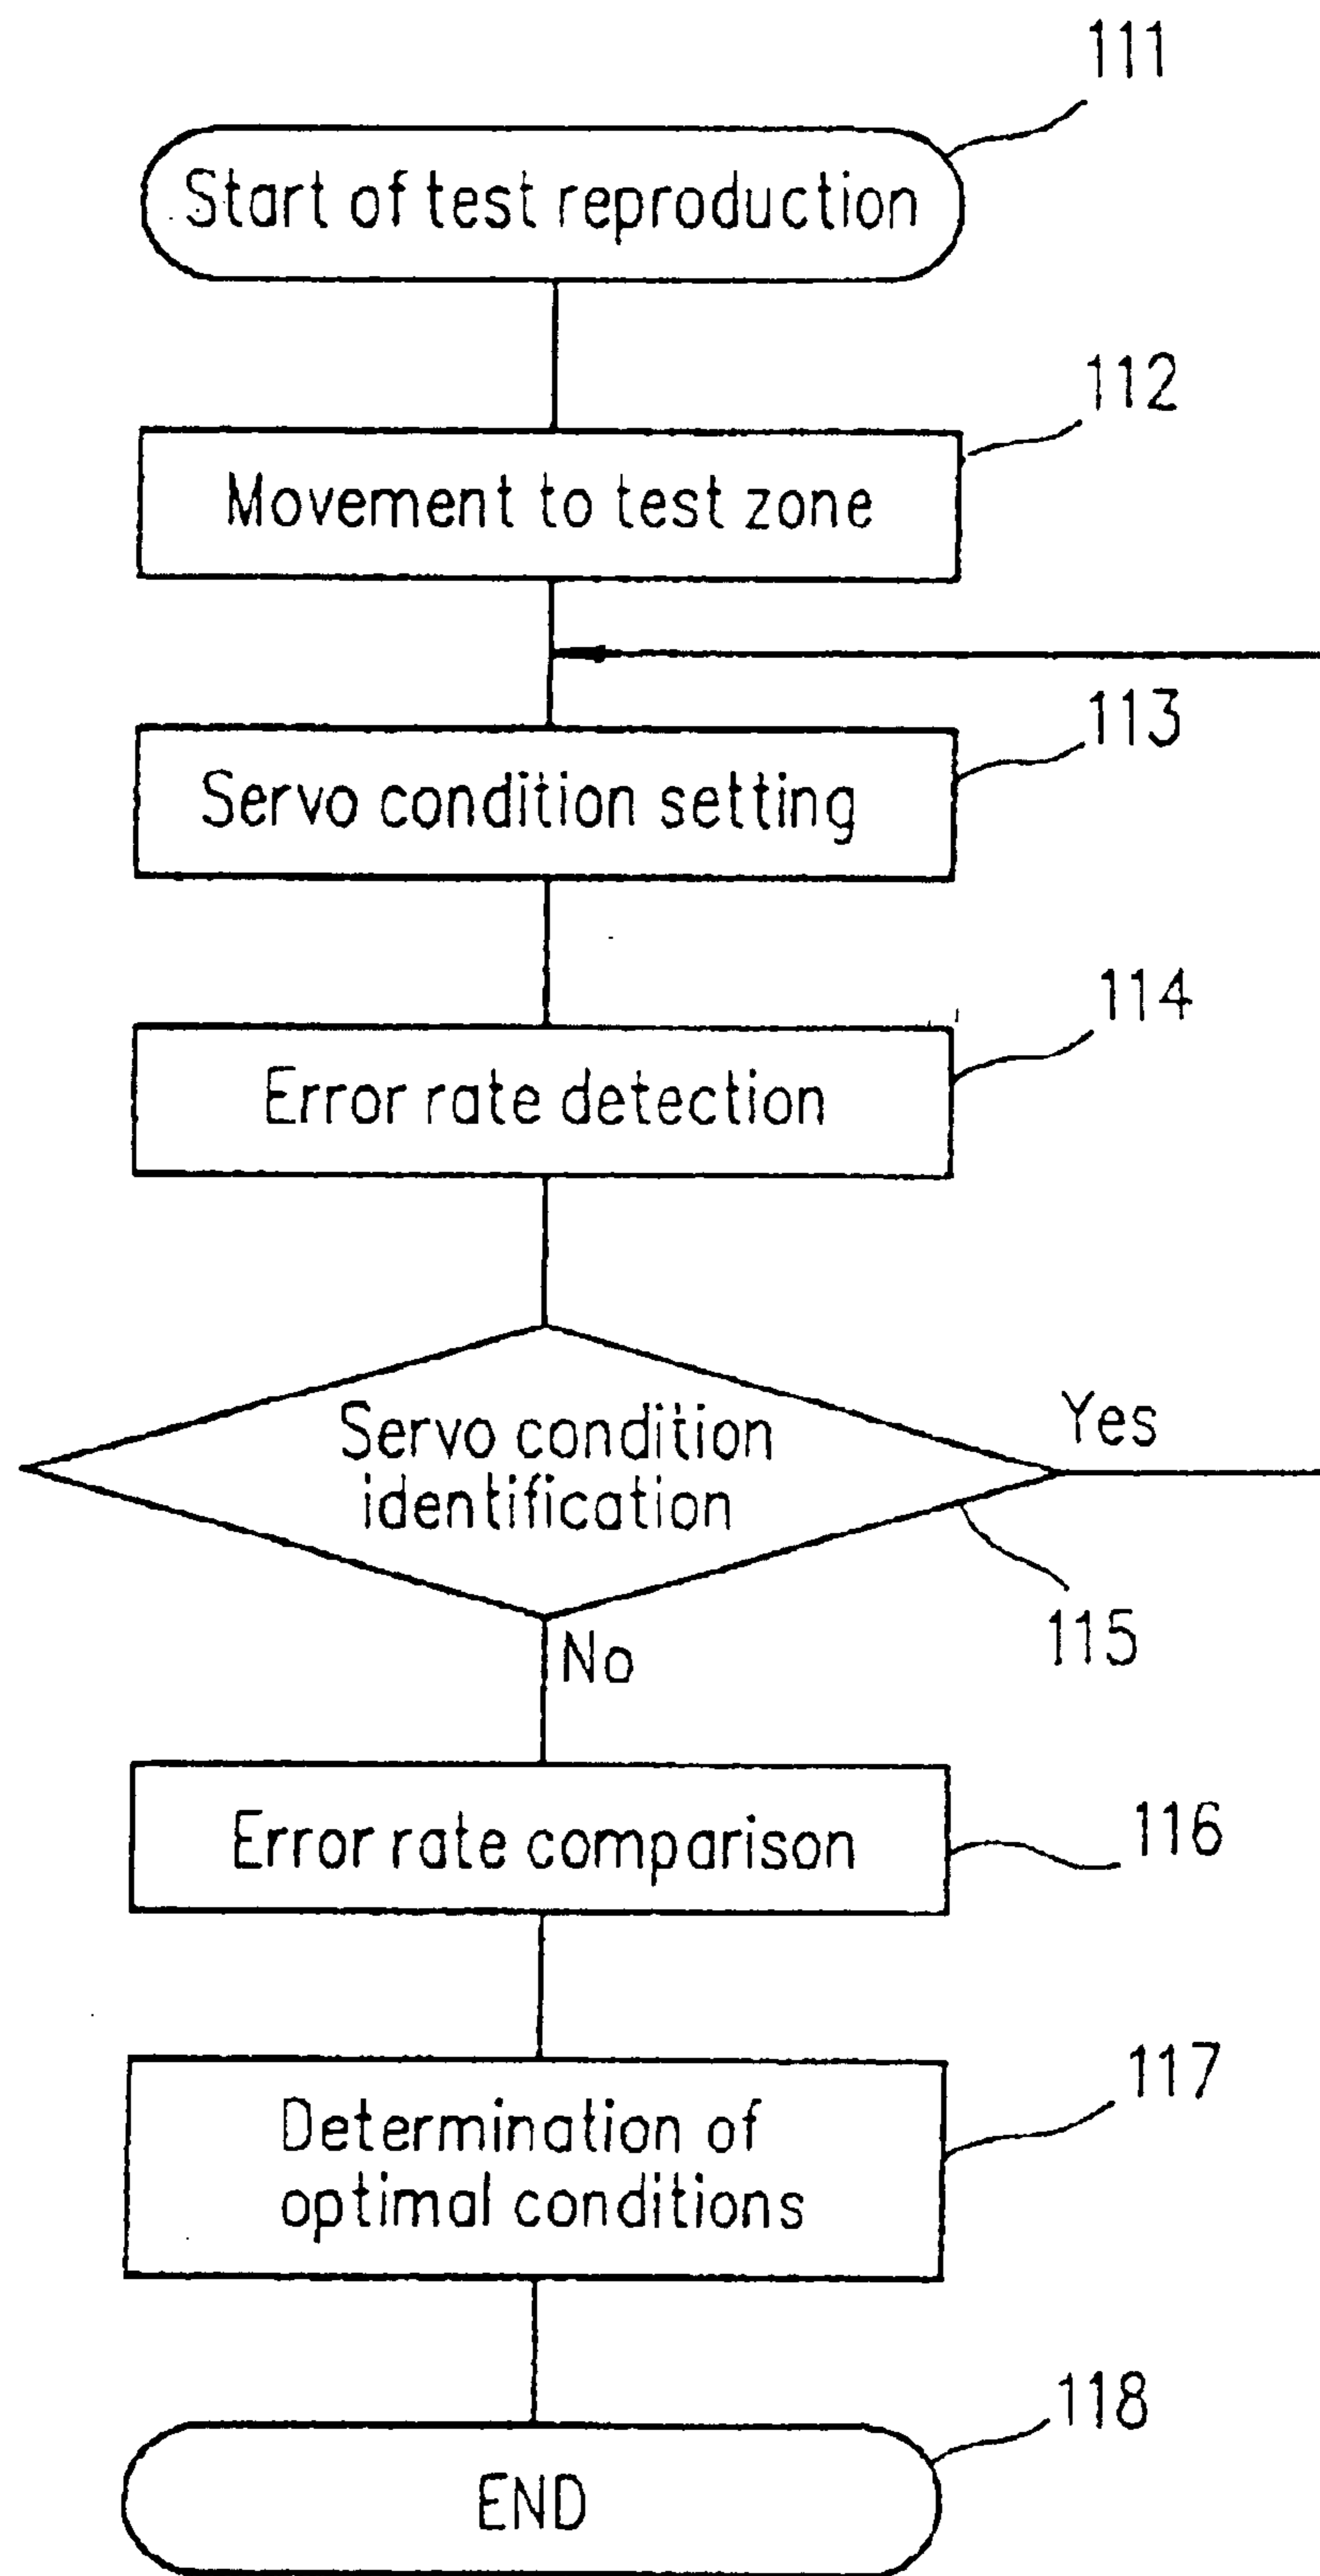 111
Start of test reproduction
112
Movement to test zone
113
Servo condition setting
114
Error rate detection
Servo condition
identification
Yes
115
No
Error rate comparison
116
117
Determination of
optimal conditions
118
END